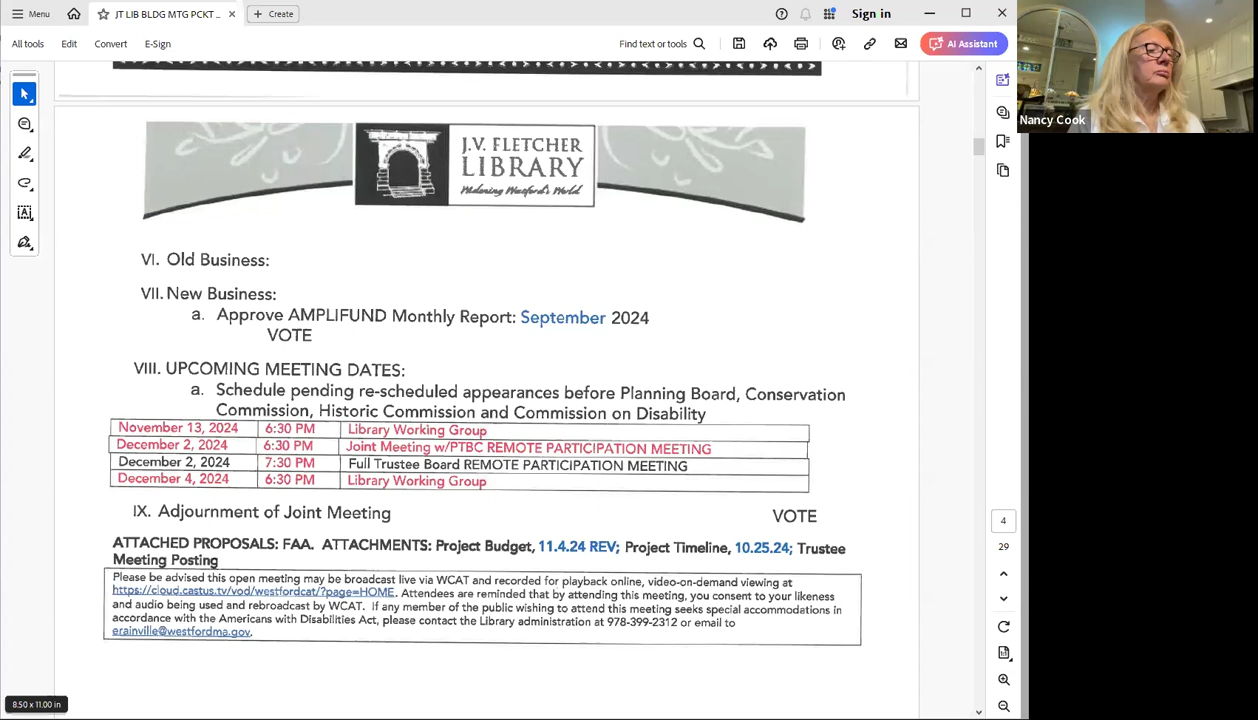 Menu
JT LIB BLDG MTG PCKT ...
Create
Sign in
All tools
Edit
Convert
E-Sign
Find text or tools
AI Assistant
Nancy Cook
J.V. FLETCHER
LIBRARY
Widening Westford's World
VI. Old Business:
VII. New Business:
a. Approve AMPLIFUND Monthly Report: September 2024
VOTE
VIII. UPCOMING MEETING DATES:
a. Schedule pending re-scheduled appearances before Planning Board, Conservation
Commission, Historic Commission and Commission on Disability
November 13, 2024 6:30 PM Library Working Group
December 2, 2024 6:30 PM Joint Meeting w/PTBC REMOTE PARTICIPATION MEETING
December 2, 2024 7:30 PM Full Trustee Board REMOTE PARTICIPATION MEETING
December 4, 2024 6:30 PM Library Working Group
IX. Adjournment of Joint Meeting VOTE
ATTACHED PROPOSALS: FAA. ATTACHMENTS: Project Budget, 11.4.24 REV; Project Timeline, 10.25.24; Trustee
Meeting Posting
Please be advised this open meeting may be broadcast live via WCAT and recorded for playback online, video-on-demand viewing at
https://cloud.castus.tv/vod/westfordcat/?page=HOME. Attendees are reminded that by attending this meeting, you consent to your likeness
and audio being used and rebroadcast by WCAT. If any member of the public wishing to attend this meeting seeks special accommodations in
accordance with the Americans with Disabilities Act, please contact the Library administration at 978-399-2312 or email to
erainville@westfordma.gov.
4
29
8.50 x 11.00 in